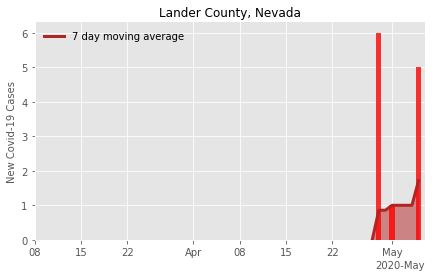 Lander County, Nevada
7 day moving average
New Covid-19 Cases
6
5
4
3
2
1
0
08 15 22 Apr 08 15 22 May
2020-May